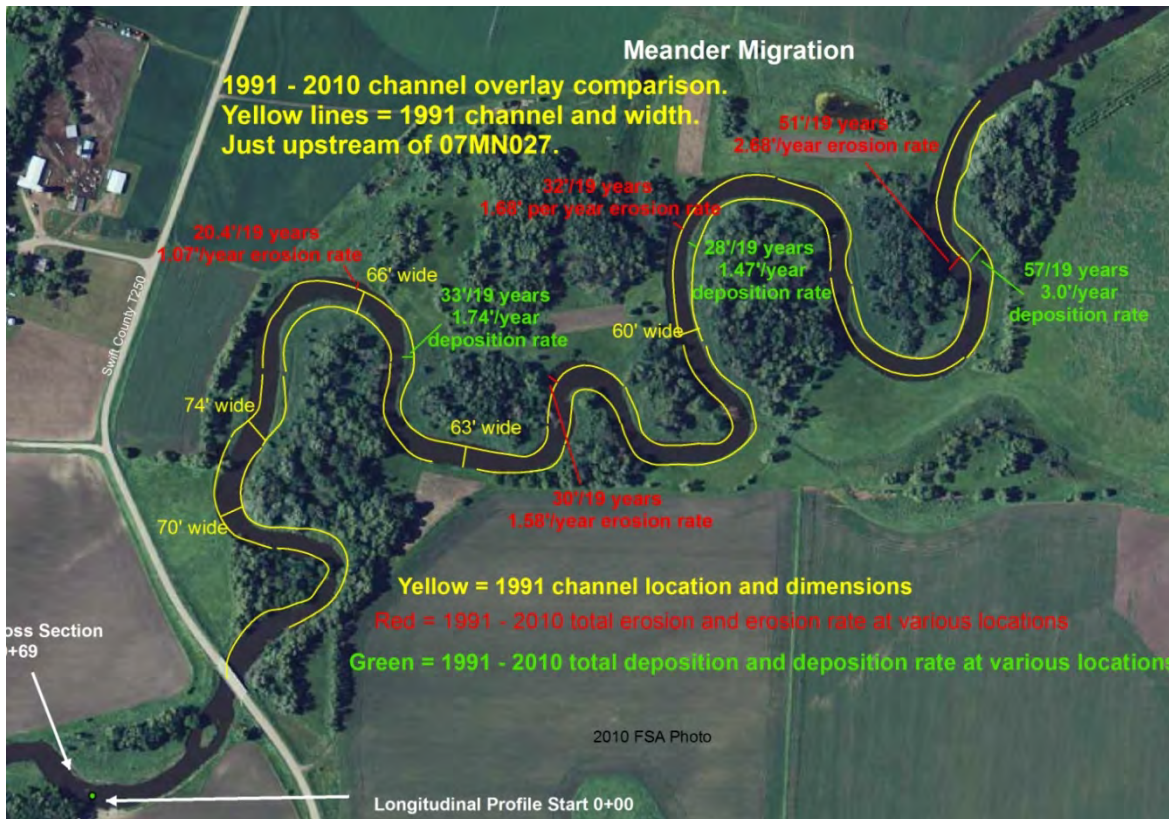 Meander Migration
1991 - 2010 channel overlay comparison.
Yellow lines = 1991 channel and width.
Just upstream of 07MN027.
51'/19 years
2.68'/year erosion rate
32'/19 years
1.68' per year erosion rate
20.4'/19 years
1.07'/year erosion rate
66' wide
33'/19 years
1.74'/year
deposition rate
28'/19 years
1.47'/year
deposition rate
57/19 years
3.0'/year
deposition rate
60' wide
Swift County T250
74' wide
63' wide
70' wide
30'/19 years
1.58'/year erosion rate
Yellow = 1991 channel location and dimensions
Red = 1991 - 2010 total erosion and erosion rate at various locations
Green = 1991 - 2010 total deposition and deposition rate at various locations
oss Section
+69
2010 FSA Photo
Longitudinal Profile Start 0+00